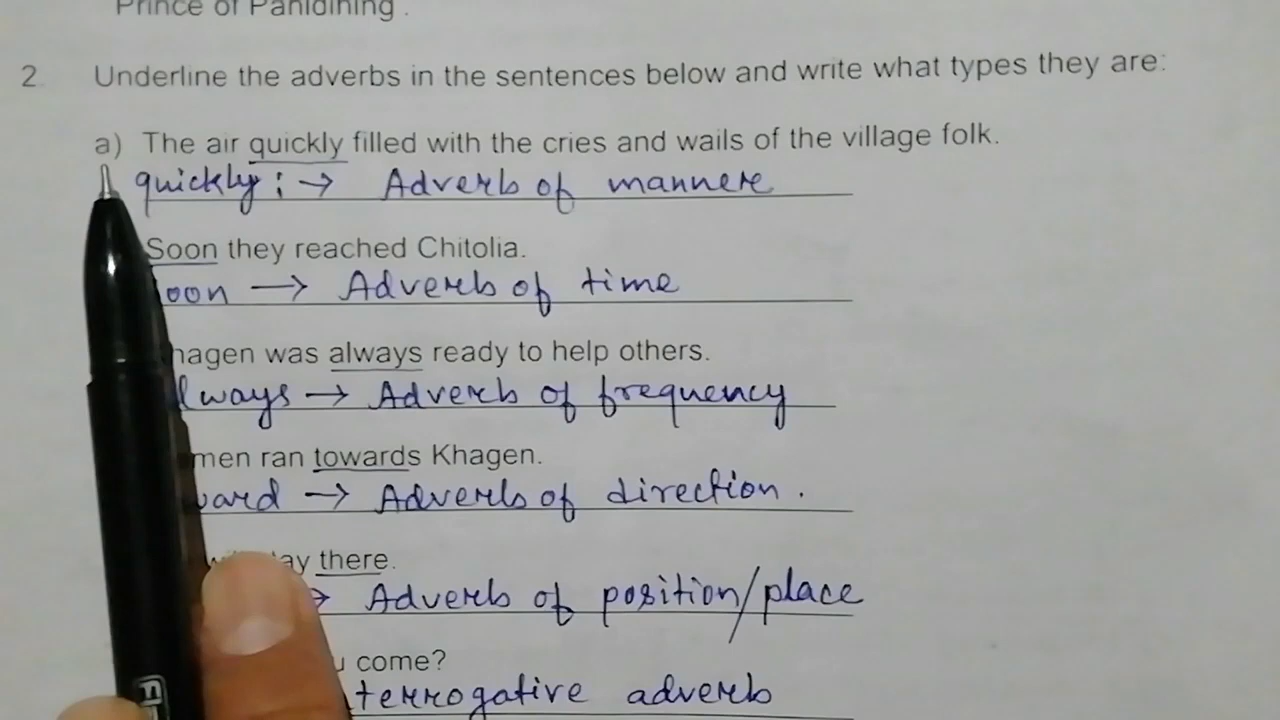 Prince of Panidihing.
2. Underline the adverbs in the sentences below and write what types they are:
a) The air quickly filled with the cries and wails of the village folk.
quickly : → Adverb of manner
Soon they reached Chitolia.
oon → Adverb of time
hagen was always ready to help others.
lways → Adverb of frequency
men ran towards Khagen.
ward → Adverb of direction.
ay there.
→ Adverb of position/place
u come?
terrogative adverb